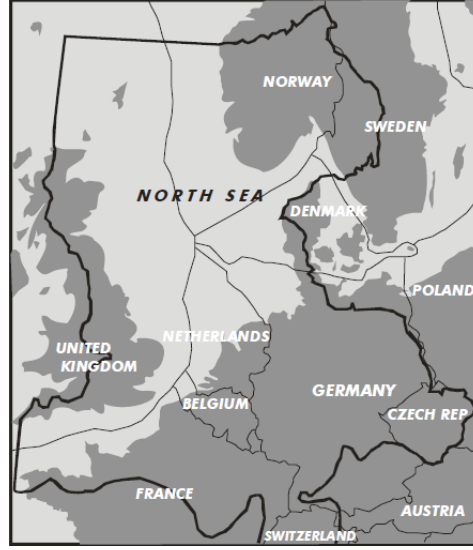 NORWAY
SWEDEN
NORTH SEA
DENMARK
POLAND
NETHERLANDS
UNITED
KINGDOM
GERMANY
BELGIUM
CZECH REP
FRANCE
AUSTRIA
SWITZERLAND